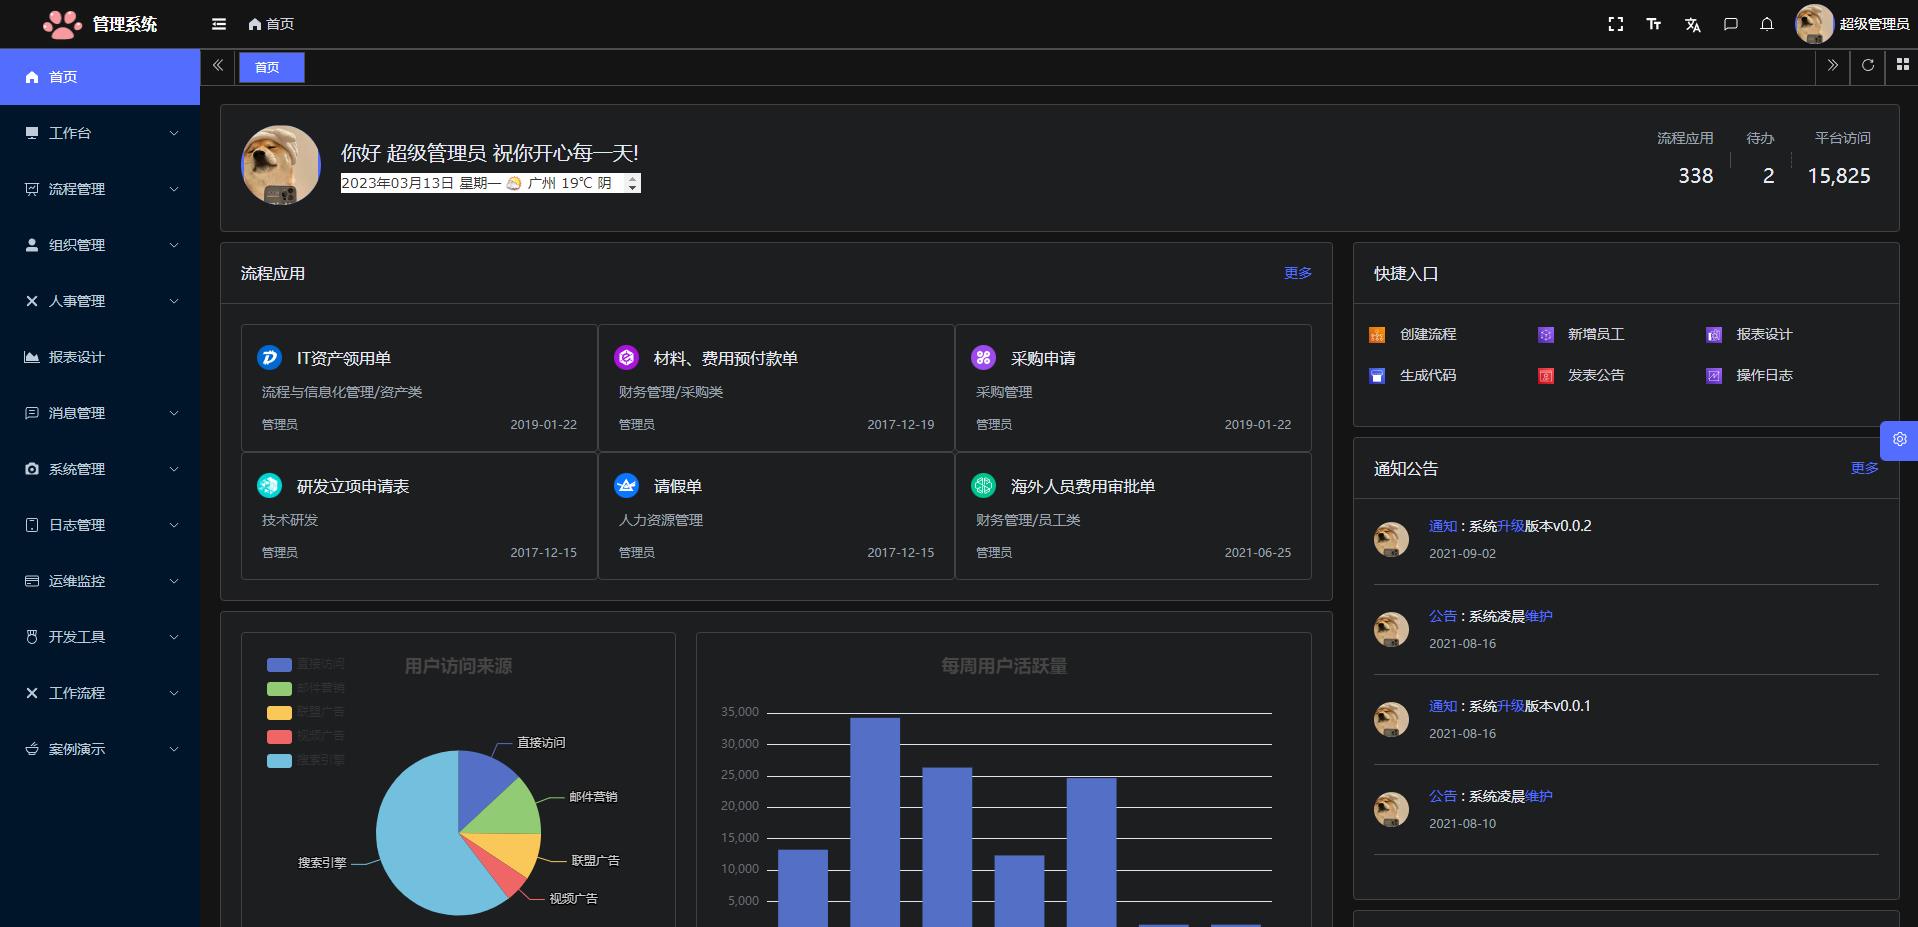 管理系统
首页
超级管理员
首页
首页
工作台
流程管理
组织管理
人事管理
报表设计
消息管理
系统管理
日志管理
运维监控
开发工具
工作流程
案例演示
你好 超级管理员 祝你开心每一天!
2023年03月13日 星期一 广州 19℃ 阴
流程应用 待办 平台访问
338 2 15,825
流程应用 更多
IT资产领用单
流程与信息化管理/资产类
管理员 2019-01-22
材料、费用预付款单
财务管理/采购类
管理员 2017-12-19
采购申请
采购管理
管理员 2019-01-22
研发立项申请表
技术研发
管理员 2017-12-15
请假单
人力资源管理
管理员 2017-12-15
海外人员费用审批单
财务管理/员工类
管理员 2021-06-25
用户访问来源
直接访问
邮件营销
联盟广告
视频广告
搜索引擎
直接访问
邮件营销
联盟广告
视频广告
搜索引擎
每周用户活跃量
35,000
30,000
25,000
20,000
15,000
10,000
5,000
快捷入口
创建流程 新增员工 报表设计
生成代码 发表公告 操作日志
通知公告 更多
通知 : 系统升级版本v0.0.2
2021-09-02
公告 : 系统凌晨维护
2021-08-16
通知 : 系统升级版本v0.0.1
2021-08-16
公告 : 系统凌晨维护
2021-08-10